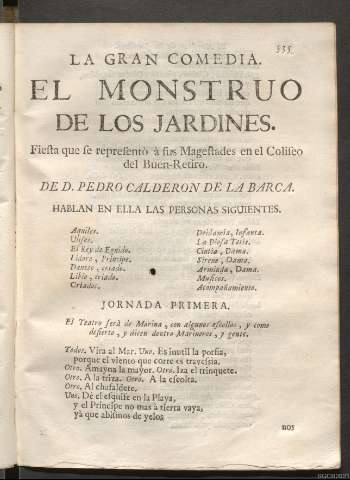 335
LA GRAN COMEDIA.
EL MONSTRUO
DE LOS JARDINES.
Fiesta que se representò à sus Magestades en el Coliseo
del Buen-Retiro.
DE D. PEDRO CALDERON DE LA BARCA.
HABLAN EN ELLA LAS PERSONAS SIGUIENTES.
Aquiles. Deidamia, Infanta.
Ulises. La Diosa Tetis.
El Rey de Egnido. Cintia, Dama.
Lidoro, Principe. Sirene, Dama.
Danteo, criado. Arminda, Dama.
Libio, criado. Musicos.
Criados. Acompañamiento.
JORNADA PRIMERA.
El Teatro serà de Marina, con algunos escollos, y como
desierto, y dicen dentro Marineros, y gente.
Todos. Vira al Mar. Uno. Es inutil la porfia,
porque el viento que corre es travesia.
Otro. Amayna la mayor. Otro. Iza el trinquete.
Otro. A la triza. Otro. A la escota.
Otro. Al chafaldete.
Uno. Dè el esquife en la Playa,
y el Principe no mas à tierra vaya,
yà que abismos de yelos
nos